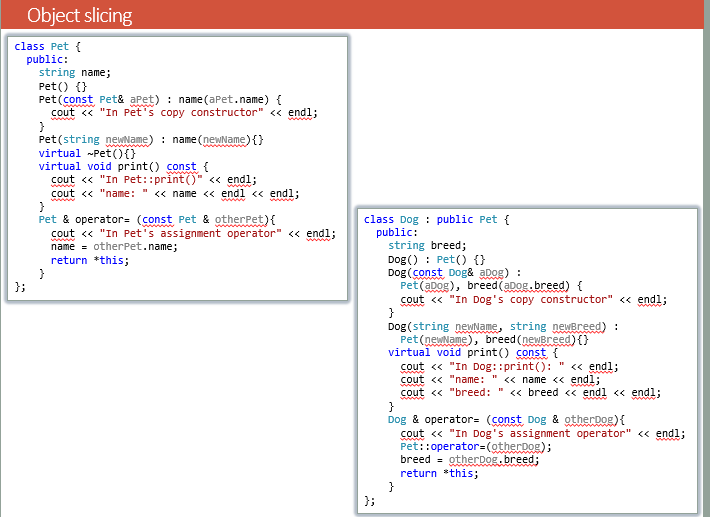 Object slicing
class Pet {
public:
string name;
Pet() {}
Pet(const Pet& aPet) : name(aPet.name) {
cout << "In Pet's copy constructor" << endl;
}
Pet(string newName) : name(newName){}
virtual ~Pet(){}
virtual void print() const {
cout << "In Pet::print()" << endl;
cout << "name: " << name << endl << endl;
}
Pet & operator= (const Pet & otherPet){
cout << "In Pet's assignment operator" << endl;
name = otherPet.name;
return *this;
}
};
class Dog : public Pet {
public:
string breed;
Dog() : Pet() {}
Dog(const Dog& aDog) :
Pet(aDog), breed(aDog.breed) {
cout << "In Dog's copy constructor" << endl;
}
Dog(string newName, string newBreed) :
Pet(newName), breed(newBreed){}
virtual void print() const {
cout << "In Dog::print(): " << endl;
cout << "name: " << name << endl;
cout << "breed: " << breed << endl << endl;
}
Dog & operator= (const Dog & otherDog){
cout << "In Dog's assignment operator" << endl;
Pet::operator=(otherDog);
breed = otherDog.breed;
return *this;
}
};